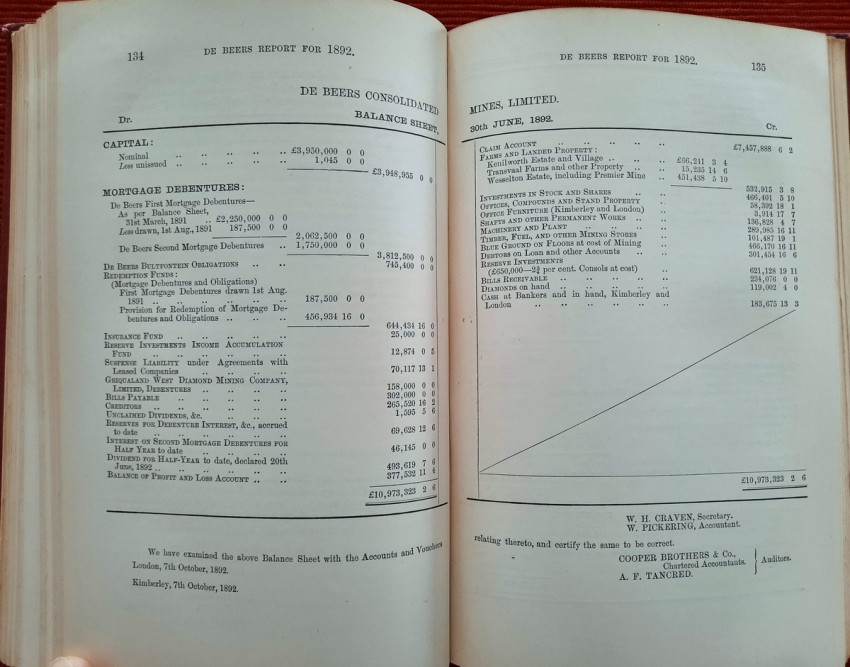 134
DE BEERS REPORT FOR 1892.
DE BEERS CONSOLIDATED
Dr.
BALANCE SHEET,
CAPITAL:
Nominal .. .. .. .. .. £3,950,000 0 0
Less unissued .. .. .. .. .. 1,045 0 0
£3,948,955 0 0
MORTGAGE DEBENTURES:
De Beers First Mortgage Debentures—
As per Balance Sheet,
31st March, 1891 .. £2,250,000 0 0
Less drawn, 1st Aug., 1891 187,500 0 0
2,062,500 0 0
De Beers Second Mortgage Debentures .. 1,750,000 0 0
3,812,500 0 0
DE BEERS BULTFONTEIN OBLIGATIONS .. .. 745,400 0 0
REDEMPTION FUNDS:
(Mortgage Debentures and Obligations)
First Mortgage Debentures drawn 1st Aug.
1891 .. .. .. .. .. .. 187,500 0 0
Provision for Redemption of Mortgage De-
bentures and Obligations .. .. .. 456,934 16 0
644,434 16 0
INSURANCE FUND .. .. .. .. .. 25,000 0 0
RESERVE INVESTMENTS INCOME ACCUMULATION
FUND .. .. .. .. .. .. 12,874 0 5
SUSPENSE LIABILITY under Agreements with
Leased Companies .. .. .. .. 70,117 13 1
GRIQUALAND WEST DIAMOND MINING COMPANY,
LIMITED, DEBENTURES .. .. .. .. 158,000 0 0
BILLS PAYABLE .. .. .. .. .. 302,000 0 0
CREDITORS .. .. .. .. .. .. 265,520 16 2
UNCLAIMED DIVIDENDS, &c. .. .. .. 1,595 5 6
RESERVES FOR DEBENTURE INTEREST, &c., accrued
to date .. .. .. .. .. .. 69,628 12 6
INTEREST ON SECOND MORTGAGE DEBENTURES FOR
HALF YEAR to date .. .. .. .. 46,145 0 0
DIVIDEND FOR HALF-YEAR to date, declared 20th
June, 1892 .. .. .. .. .. .. 493,619 7 6
BALANCE OF PROFIT AND LOSS ACCOUNT .. .. 377,532 11 4
£10,973,323 2 6
We have examined the above Balance Sheet with the Accounts and Vouchers
London, 7th October, 1892.
Kimberley, 7th October, 1892.
DE BEERS REPORT FOR 1892.
135
MINES, LIMITED.
30th JUNE, 1892.
Cr.
CLAIM ACCOUNT .. .. .. .. .. £7,457,888 6 2
FARMS AND LANDED PROPERTY:
Kenilworth Estate and Village .. .. .. £66,241 3 4
Transvaal Farms and other Property .. .. 15,235 14 6
Wesselton Estate, including Premier Mine .. 451,438 5 10
532,915 3 8
INVESTMENTS IN STOCK AND SHARES .. .. 466,401 5 10
OFFICES, COMPOUNDS AND STAND PROPERTY .. 58,392 18 1
OFFICE FURNITURE (Kimberley and London) .. 3,914 17 7
SHAFTS AND OTHER PERMANENT WORKS .. .. 136,828 4 7
MACHINERY AND PLANT .. .. .. .. 289,985 16 11
TIMBER, FUEL, AND OTHER MINING STORES .. 101,487 19 1
BLUE GROUND ON FLOORS at cost of Mining .. 466,170 16 11
DEBTORS on Loan and other Accounts .. .. 301,454 16 6
RESERVE INVESTMENTS
(£650,000—2¾ per cent. Consols at cost) .. 621,128 19 11
BILLS RECEIVABLE .. .. .. .. .. 234,076 0 0
DIAMONDS on hand .. .. .. .. .. 119,002 4 0
CASH at Bankers and in hand, Kimberley and
London .. .. .. .. .. .. 183,675 13 3
£10,973,323 2 6
W. H. CRAVEN, Secretary.
W. PICKERING, Accountant.
relating thereto, and certify the same to be correct.
COOPER BROTHERS & Co.,
Chartered Accountants. } Auditors.
A. F. TANCRED.